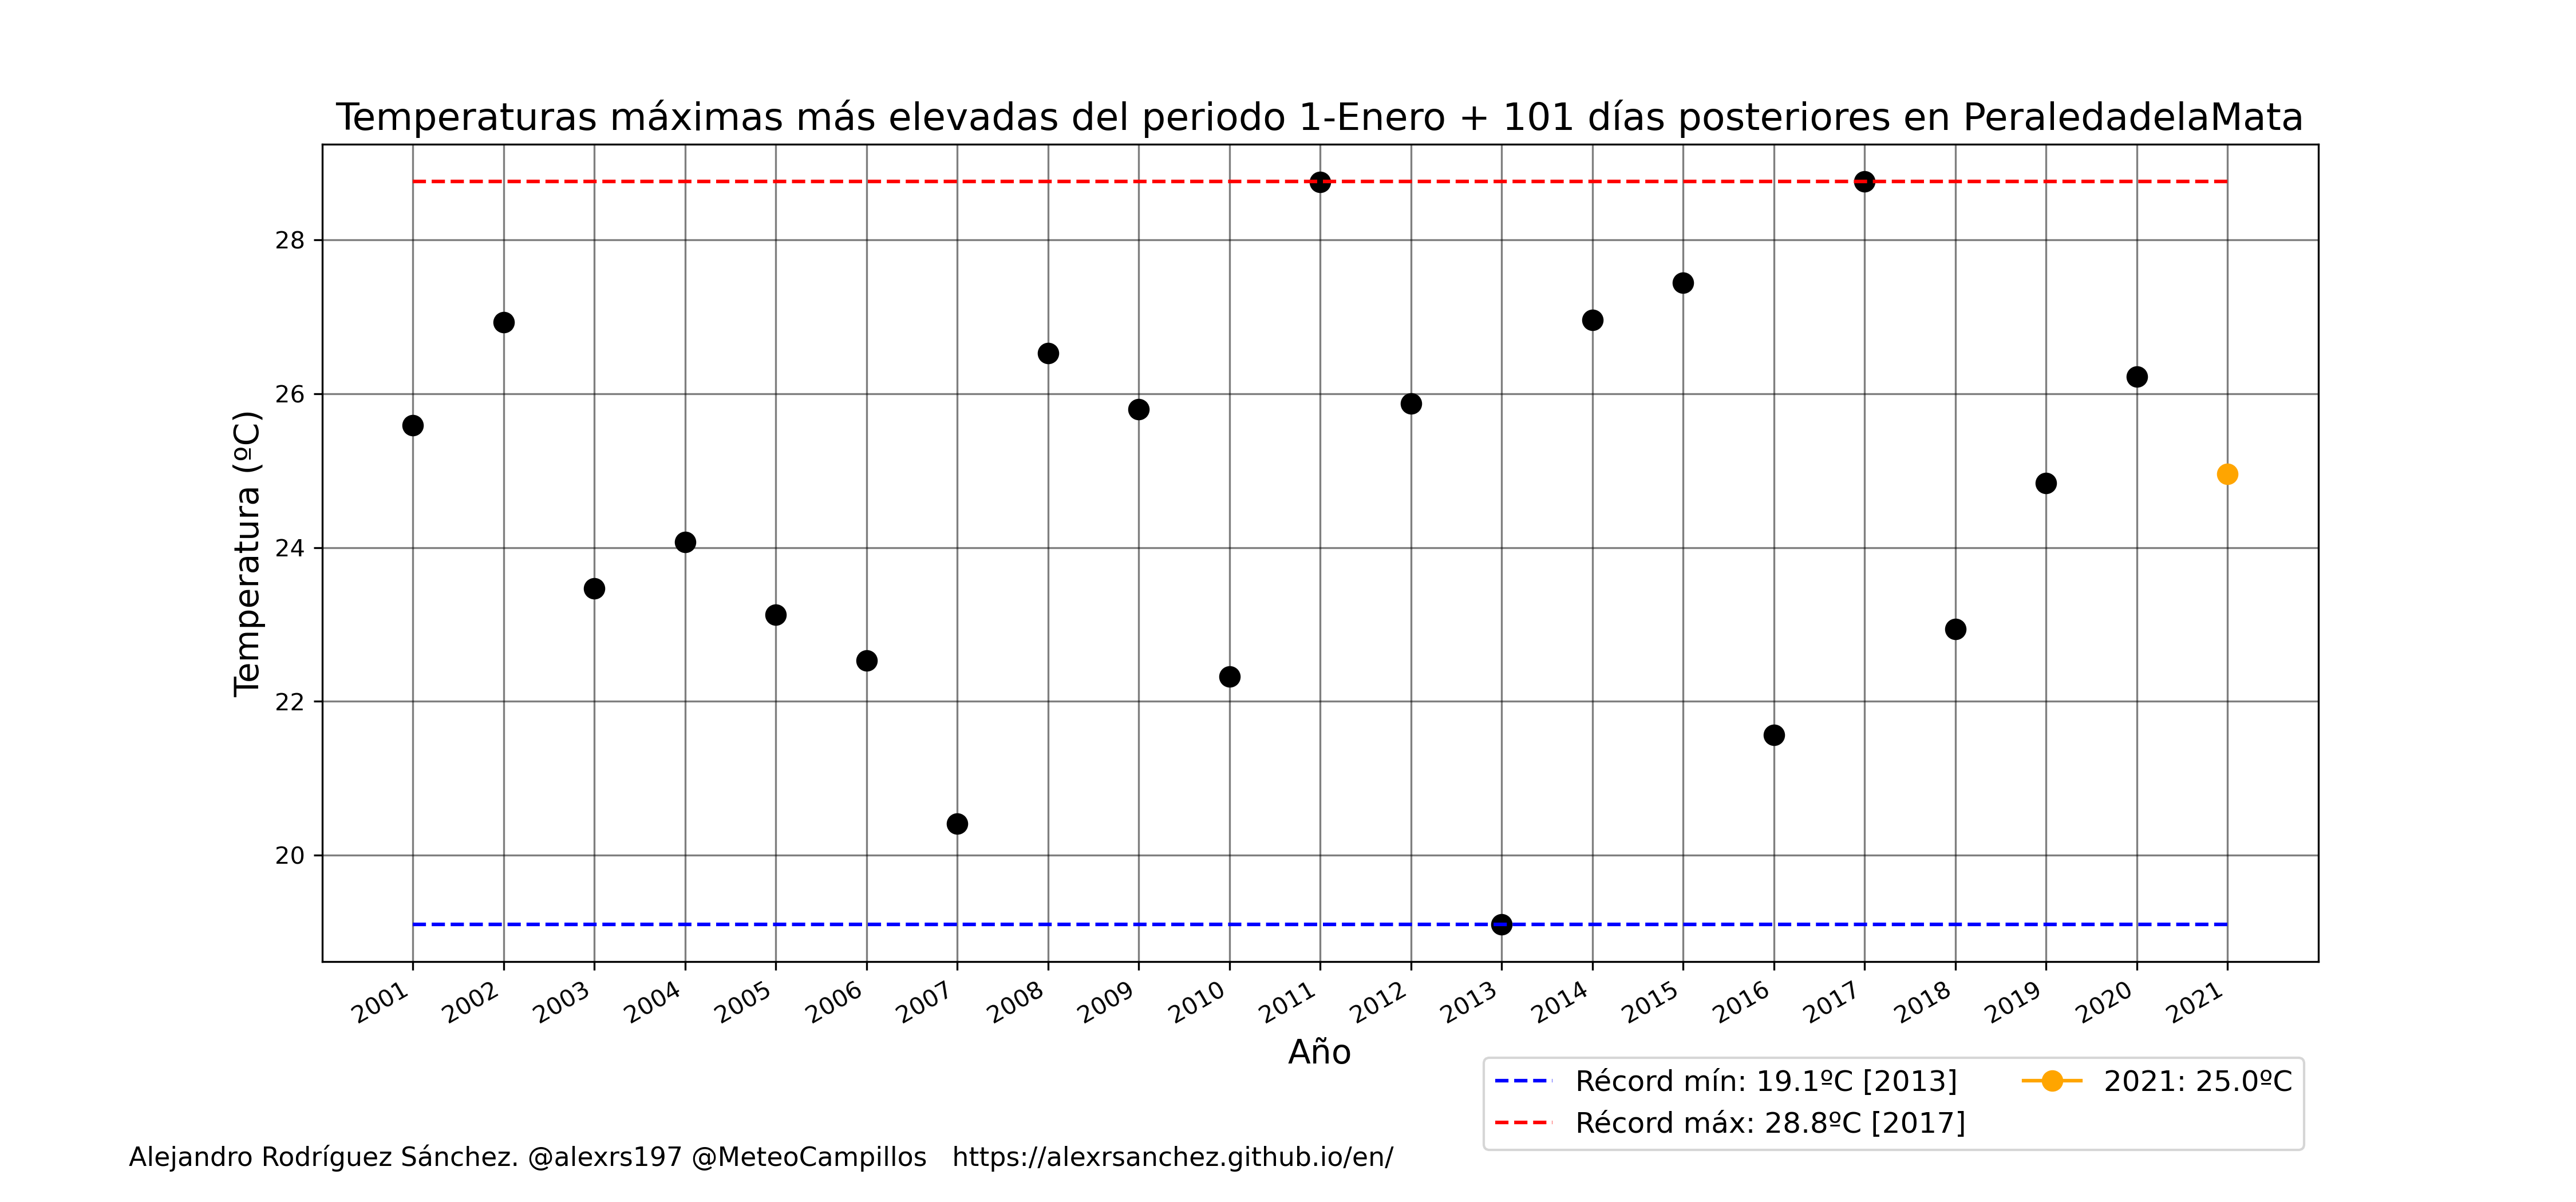 Temperaturas máximas más elevadas del periodo 1-Enero + 101 días posteriores en PeraledadelaMata
Temperatura (ºC)
28
26
24
22
20
2001 2002 2003 2004 2005 2006 2007 2008 2009 2010 2011 2012 2013 2014 2015 2016 2017 2018 2019 2020 2021
Año
Récord mín: 19.1ºC [2013]
Récord máx: 28.8ºC [2017]
2021: 25.0ºC
Alejandro Rodríguez Sánchez. @alexrs197 @MeteoCampillos https://alexrsanchez.github.io/en/